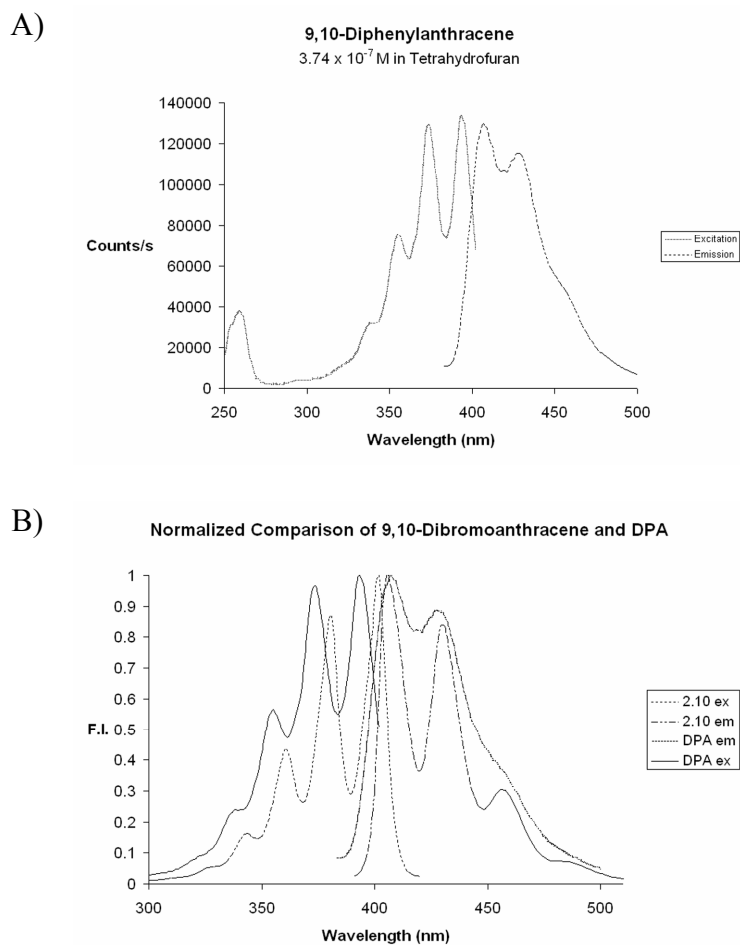 A)
9,10-Diphenylanthracene
3.74 x 10⁻⁷ M in Tetrahydrofuran
140000
120000
100000
80000
60000
40000
20000
0
Counts/s
250
300
350
400
450
500
Wavelength (nm)
Excitation
Emission
B)
Normalized Comparison of 9,10-Dibromoanthracene and DPA
1
0.9
0.8
0.7
0.6
0.5
0.4
0.3
0.2
0.1
0
F.I.
300
350
400
450
500
Wavelength (nm)
2.10 ex
2.10 em
DPA em
DPA ex